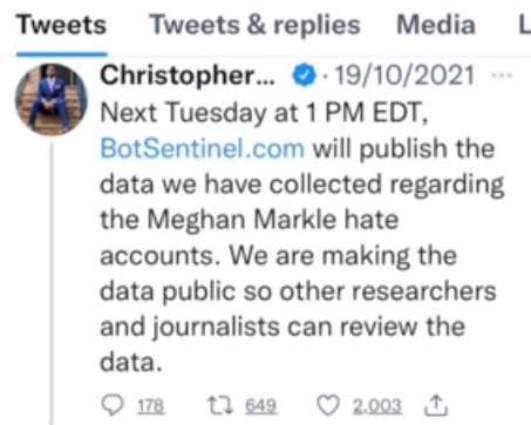 Tweets Tweets & replies Media L
Christopher... · 19/10/2021 ...
Next Tuesday at 1 PM EDT,
BotSentinel.com will publish the
data we have collected regarding
the Meghan Markle hate
accounts. We are making the
data public so other researchers
and journalists can review the
data.
178 649 2,003